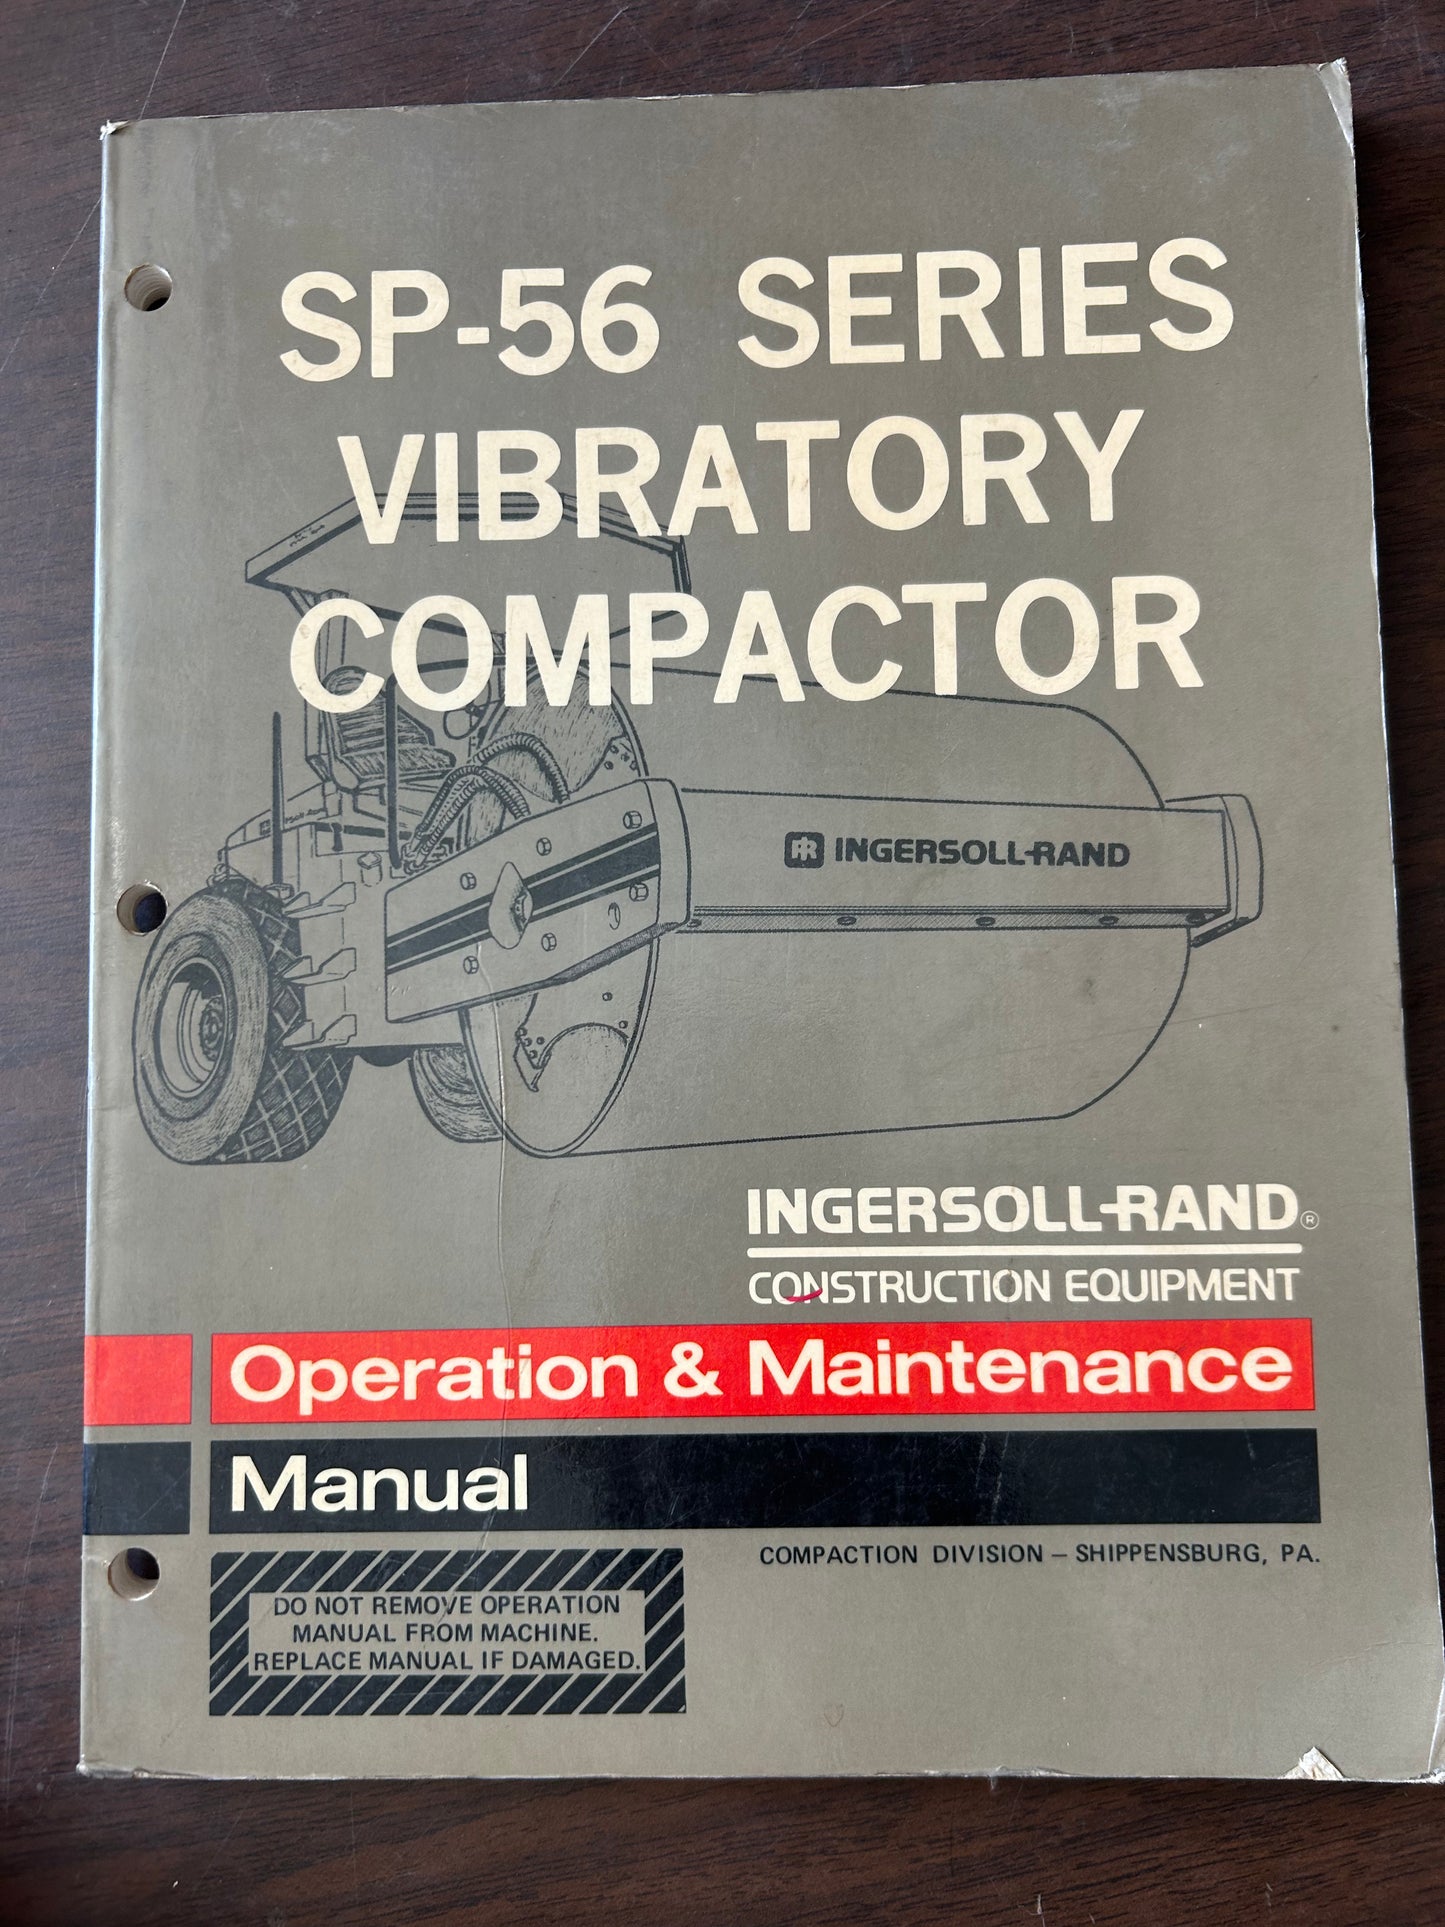 SP-56 SERIES
VIBRATORY
COMPACTOR
INGERSOLL-RAND
INGERSOLL-RAND®
CONSTRUCTION EQUIPMENT
Operation & Maintenance
Manual
COMPACTION DIVISION – SHIPPENSBURG, PA.
DO NOT REMOVE OPERATION
MANUAL FROM MACHINE.
REPLACE MANUAL IF DAMAGED.